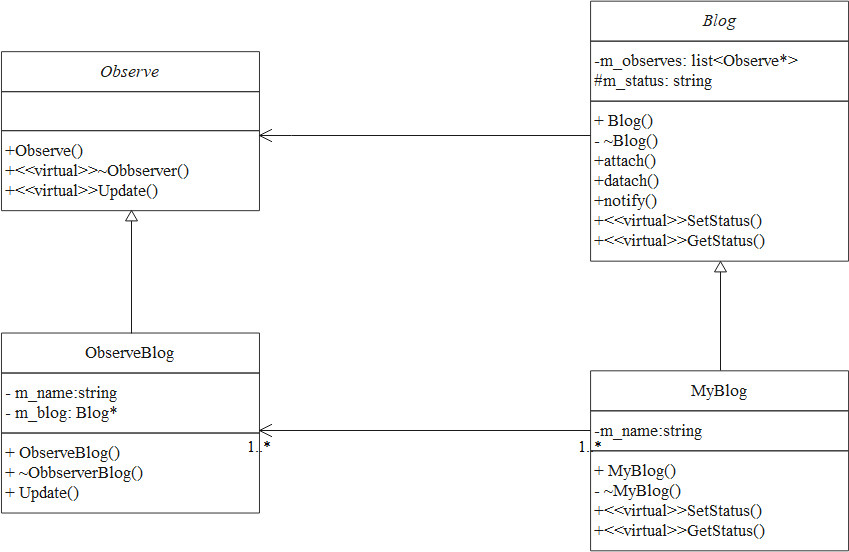 Observe
+Observe()
+<<virtual>>~Obbserver()
+<<virtual>>Update()
Blog
-m_observes: list<Observe*>
#m_status: string
+ Blog()
- ~Blog()
+attach()
+datach()
+notify()
+<<virtual>>SetStatus()
+<<virtual>>GetStatus()
ObserveBlog
- m_name:string
- m_blog: Blog*
+ ObserveBlog()
+ ~ObbserverBlog()
+ Update()
1..*
1..*
MyBlog
-m_name:string
+ MyBlog()
- ~MyBlog()
+<<virtual>>SetStatus()
+<<virtual>>GetStatus()